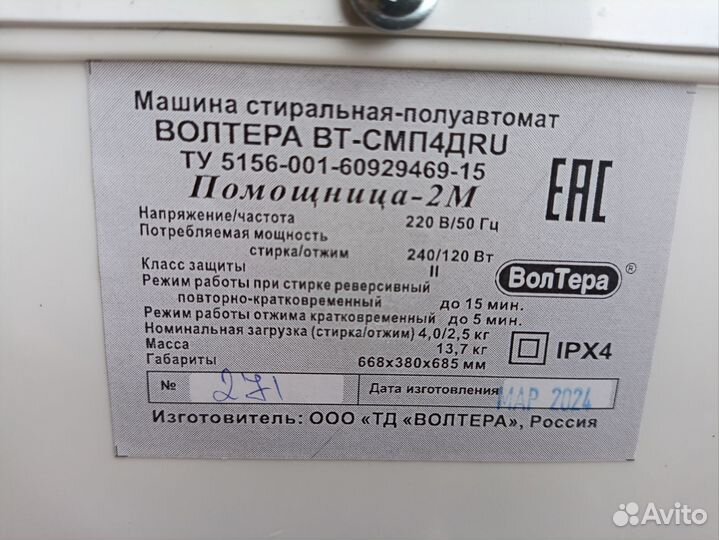 Машина стиральная-полуавтомат
ВОЛТЕРА ВТ-СМП4ДRU
ТУ 5156-001-60929469-15
Помощница-2М
EAC
Напряжение/частота 220 В/50 Гц
Потребляемая мощность
стирка/отжим 240/120 Вт
Класс защиты II
ВолТера ®
Режим работы при стирке реверсивный
повторно-кратковременный до 15 мин.
Режим работы отжима кратковременный до 5 мин.
Номинальная загрузка (стирка/отжим) 4,0/2,5 кг
Масса 13,7 кг
Габариты 668х380х685 мм
IPX4
№ 271 Дата изготовления МАР 2024
Изготовитель: ООО «ТД «ВОЛТЕРА», Россия
Avito